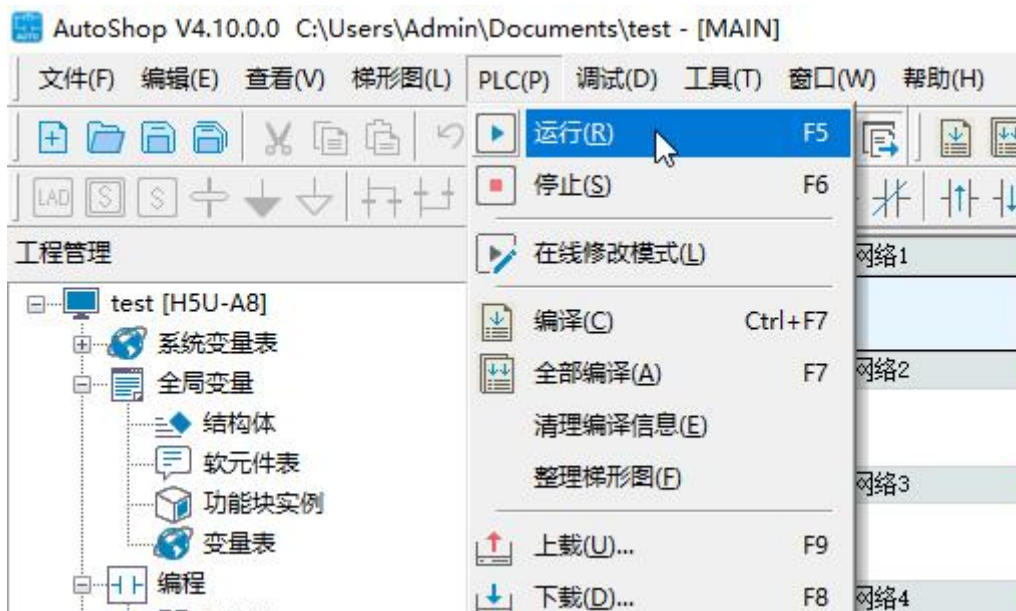 AutoShop V4.10.0.0 C:\Users\Admin\Documents\test - [MAIN]
文件(F) 编辑(E) 查看(V) 梯形图(L) PLC(P) 调试(D) 工具(T) 窗口(W) 帮助(H)
运行(R) F5
LAD S S 停止(S) F6
工程管理 在线修改模式(L) 网络1
test [H5U-A8] 编译(C) Ctrl+F7
系统变量表
全局变量 全部编译(A) F7 网络2
结构体 清理编译信息(E)
软元件表 整理梯形图(F)
功能块实例 网络3
变量表 上载(U)... F9
编程 下载(D)... F8 网络4